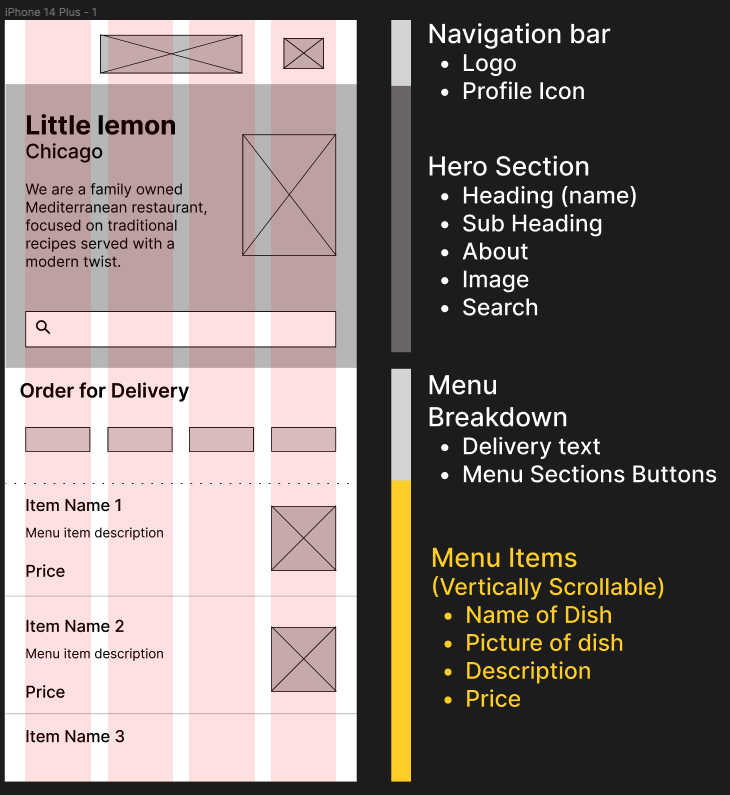 iPhone 14 Plus - 1
Little lemon
Chicago
We are a family owned
Mediterranean restaurant,
focused on traditional
recipes served with a
modern twist.
Order for Delivery
Item Name 1
Menu item description
Price
Item Name 2
Menu item description
Price
Item Name 3
Navigation bar
• Logo
• Profile Icon
Hero Section
• Heading (name)
• Sub Heading
• About
• Image
• Search
Menu
Breakdown
• Delivery text
• Menu Sections Buttons
Menu Items
(Vertically Scrollable)
• Name of Dish
• Picture of dish
• Description
• Price